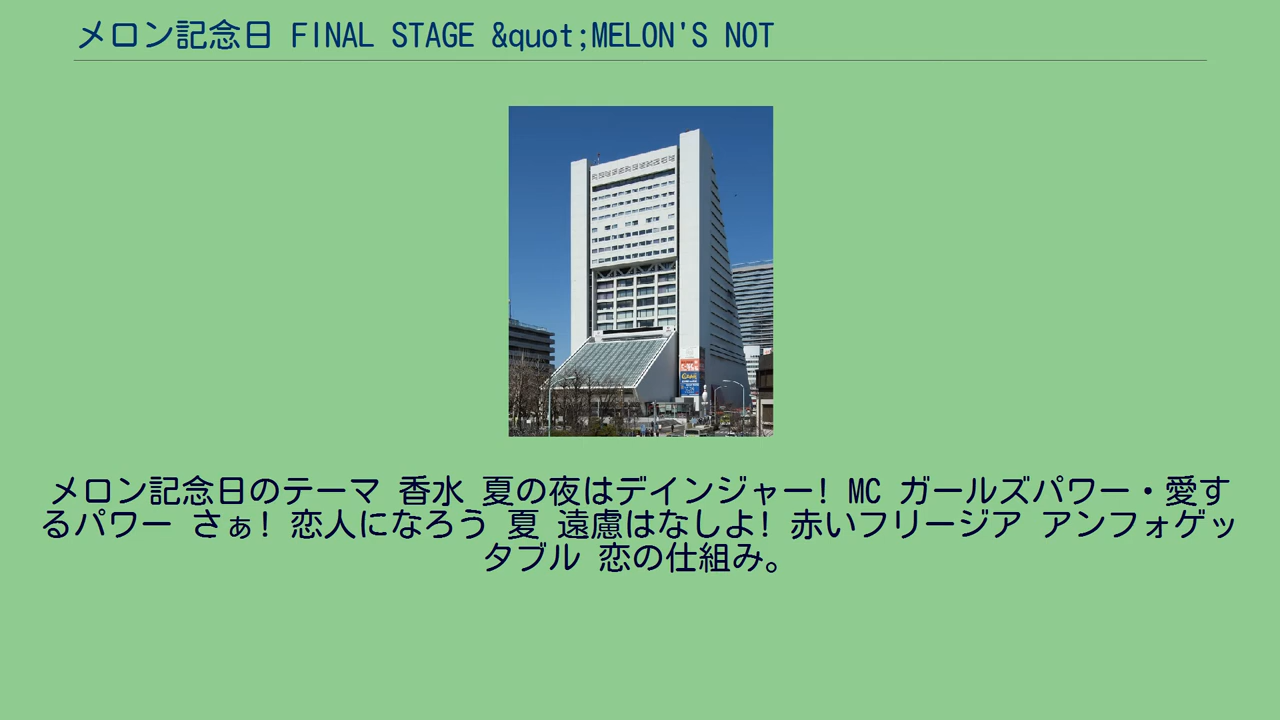 メロン記念日 FINAL STAGE &quot;MELON'S NOT
メロン記念日のテーマ 香水 夏の夜はデインジャー! MC ガールズパワー・愛す
るパワー さぁ! 恋人になろう 夏 遠慮はなしよ! 赤いフリージア アンフォゲッ
タブル 恋の仕組み。